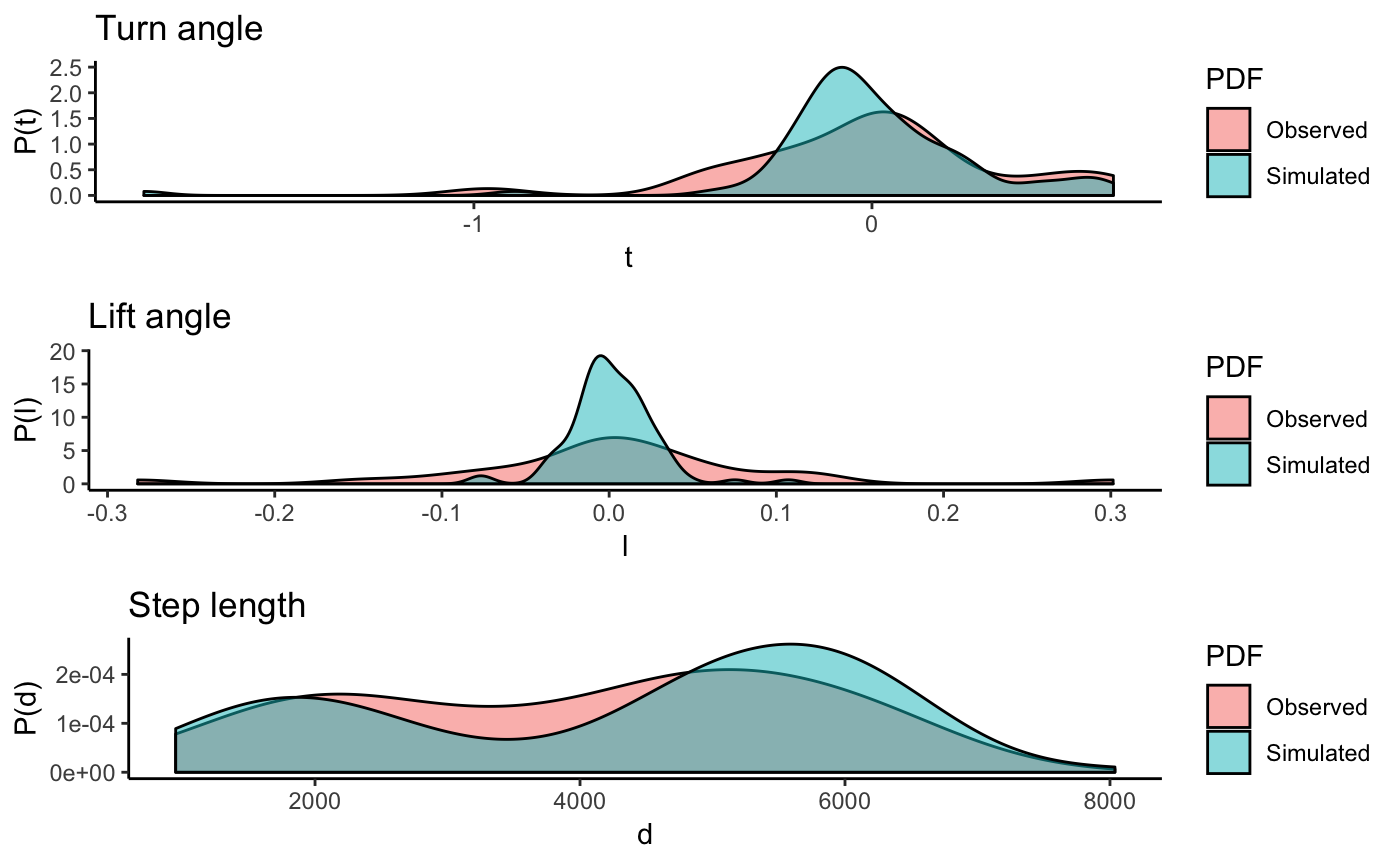 Turn angle
P(t)
2.5
2.0
1.5
1.0
0.5
0.0
-1
0
t
PDF
Observed
Simulated
Lift angle
P(l)
20
15
10
5
0
-0.3
-0.2
-0.1
0.0
0.1
0.2
0.3
l
PDF
Observed
Simulated
Step length
P(d)
2e-04
1e-04
0e+00
2000
4000
6000
8000
d
PDF
Observed
Simulated